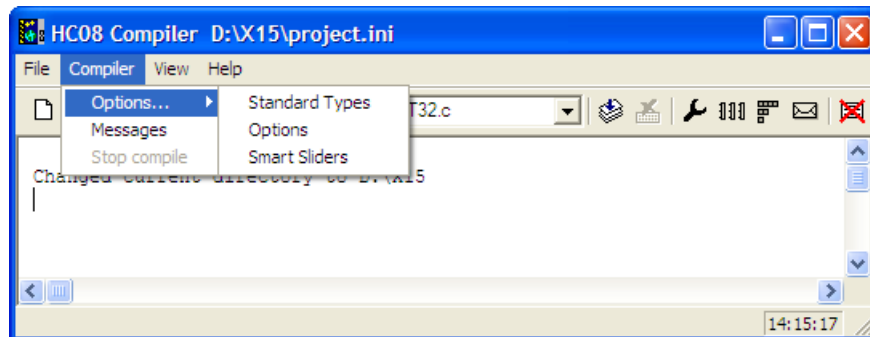 HC08 Compiler D:\X15\project.ini
File Compiler View Help
Options... Standard Types
T32.c
Messages Options
Stop compile Smart Sliders
Changed current directory to D:\X15
14:15:17